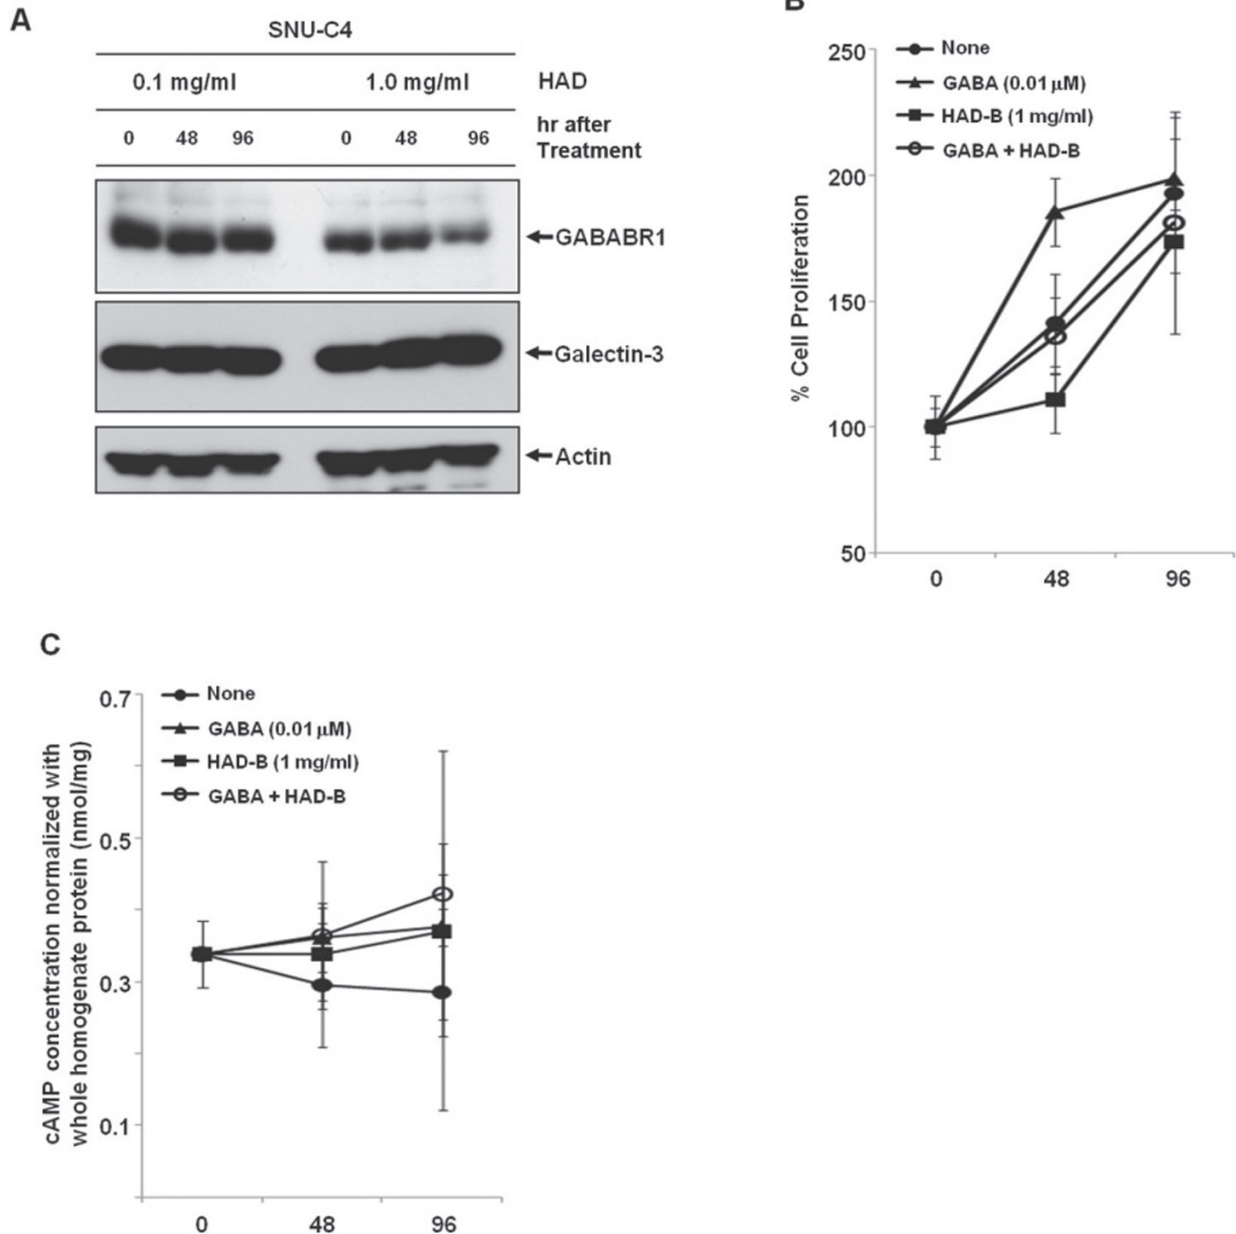 A
SNU-C4
0.1 mg/ml 1.0 mg/ml HAD
0 48 96 0 48 96 hr after
Treatment
GABABR1
Galectin-3
Actin
B
250
200
150
100
50
% Cell Proliferation
None
GABA (0.01 µM)
HAD-B (1 mg/ml)
GABA + HAD-B
0 48 96
C
0.7
0.5
0.3
0.1
cAMP concentration normalized with
whole homogenate protein (nmol/mg)
None
GABA (0.01 µM)
HAD-B (1 mg/ml)
GABA + HAD-B
0 48 96